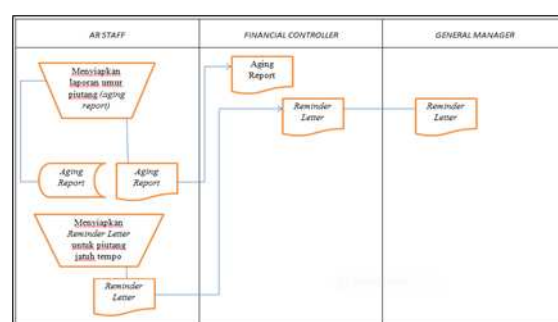 AR STAFF
FINANCIAL CONTROLLER
GENERAL MANAGER
Menyiapkan
laporan umur
piutang (aging
report)
Aging
Report
Reminder
Letter
Reminder
Letter
Aging
Report
Aging
Report
Menyiapkan
Reminder Letter
untuk piutang
jatuh tempo
Reminder
Letter